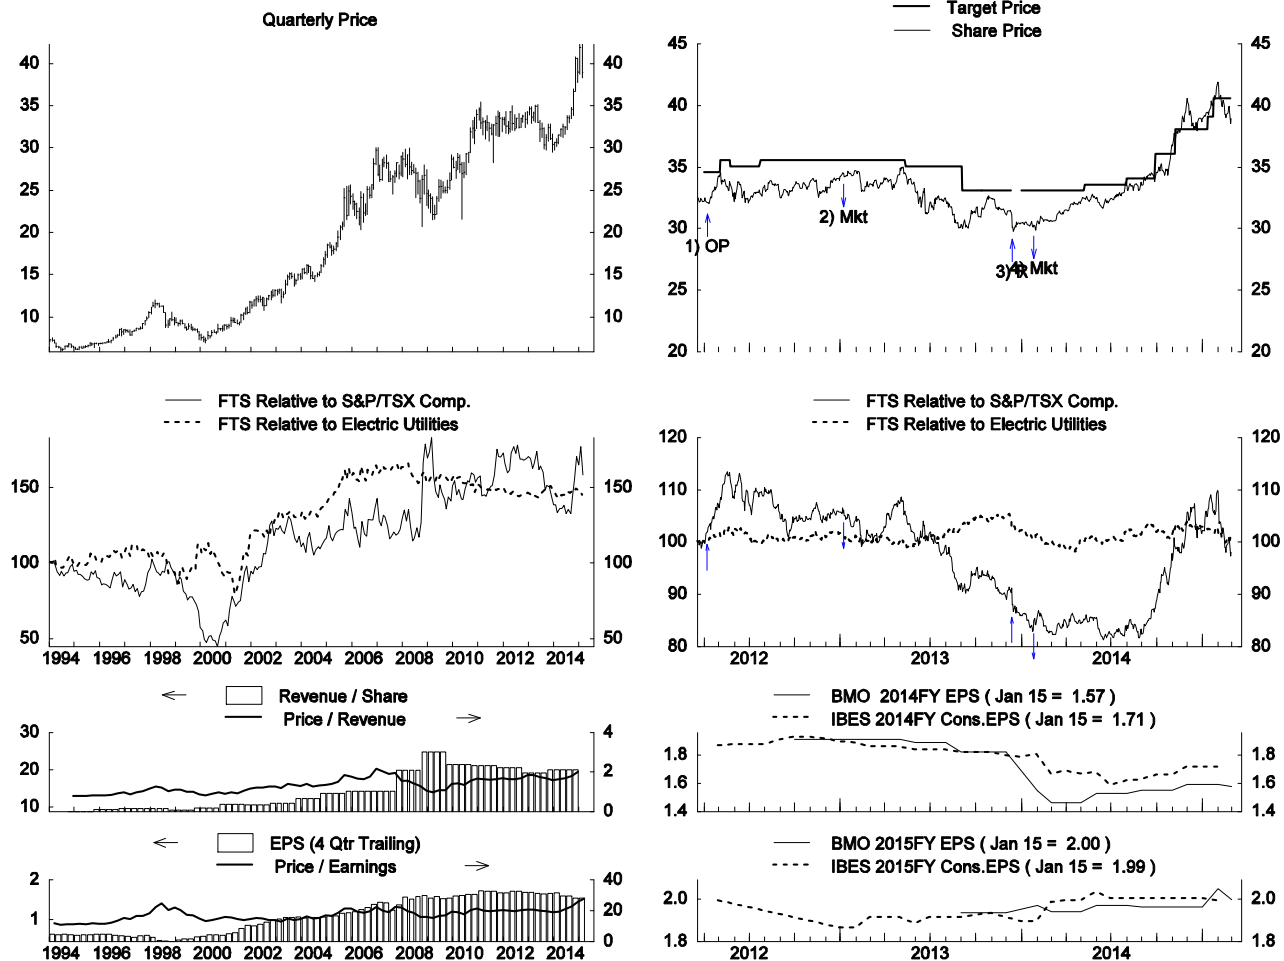 Quarterly Price
40 40
35 35
30 30
25 25
20 20
15 15
10 10
Target Price
Share Price
45 45
40 40
35 35
30 30
25 25
20 20
1) OP
2) Mkt
3) R
4) Mkt
FTS Relative to S&P/TSX Comp.
FTS Relative to Electric Utilities
150 150
100 100
50 50
1994 1996 1998 2000 2002 2004 2006 2008 2010 2012 2014
FTS Relative to S&P/TSX Comp.
FTS Relative to Electric Utilities
120 120
110 110
100 100
90 90
80 80
2012 2013 2014
Revenue / Share
Price / Revenue
30 4
20 2
10 0
EPS (4 Qtr Trailing)
Price / Earnings
2 40
1 20
0
1994 1996 1998 2000 2002 2004 2006 2008 2010 2012 2014
BMO 2014FY EPS ( Jan 15 = 1.57 )
IBES 2014FY Cons.EPS ( Jan 15 = 1.71 )
1.8 1.8
1.6 1.6
1.4 1.4
BMO 2015FY EPS ( Jan 15 = 2.00 )
IBES 2015FY Cons.EPS ( Jan 15 = 1.99 )
2.0 2.0
1.8 1.8
2012 2013 2014